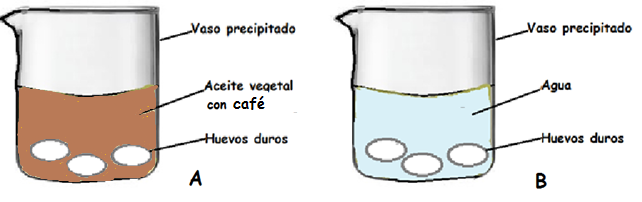 Vaso precipitado
Aceite vegetal
con café
Huevos duros
A
Vaso precipitado
Agua
Huevos duros
B